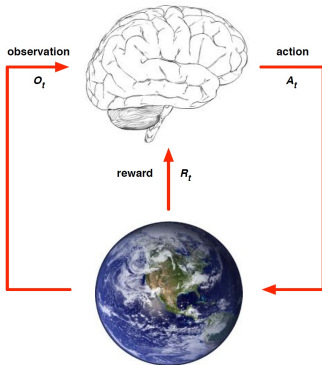 observation
action
O_t
A_t
reward
R_t